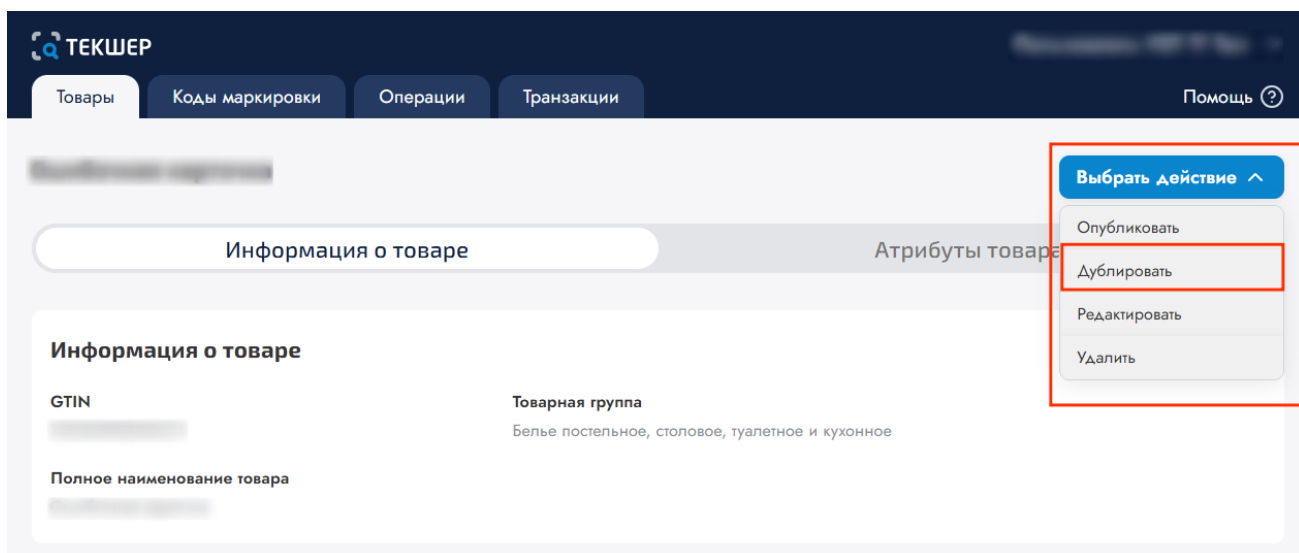 ТЕКШЕР
Товары
Коды маркировки
Операции
Транзакции
Помощь
Выбрать действие
Опубликовать
Дублировать
Редактировать
Удалить
Информация о товаре
Атрибуты товара
Информация о товаре
GTIN
Товарная группа
Белье постельное, столовое, туалетное и кухонное
Полное наименование товара